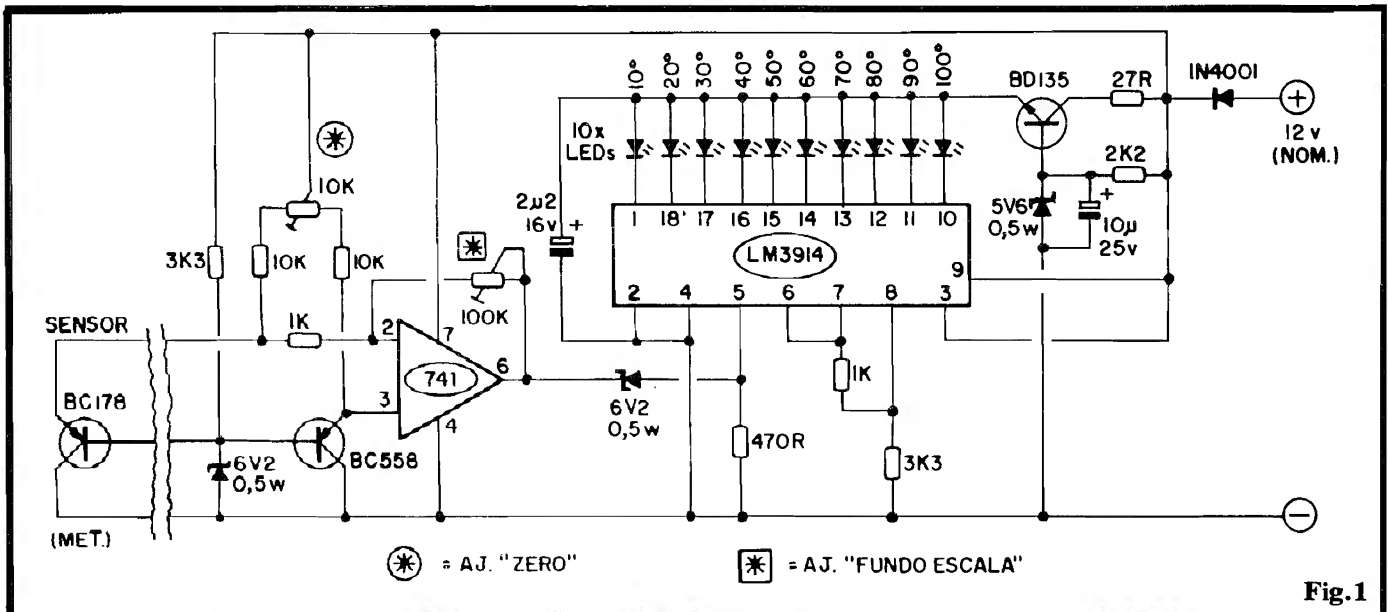 10° 20° 30° 40° 50° 60° 70° 80° 90° 100°
BD135
27R
1N4001
+
12 v
(NOM.)
10x
LEDs
10K
2K2
2µ2
16v +
1 18' 17 16 15 14 13 12 11 10
5V6
0,5w
+
10µ
25v
3K3
10K
10K
LM3914
9
100K
2 4 5 6 7 8 3
SENSOR
1K
2
7
741
6
3
4
1K
BC178
6V2
0,5w
BC558
6V2
0,5w
470R
3K3
(MET.)
−
= AJ. "ZERO"
= AJ. "FUNDO ESCALA"
Fig.1